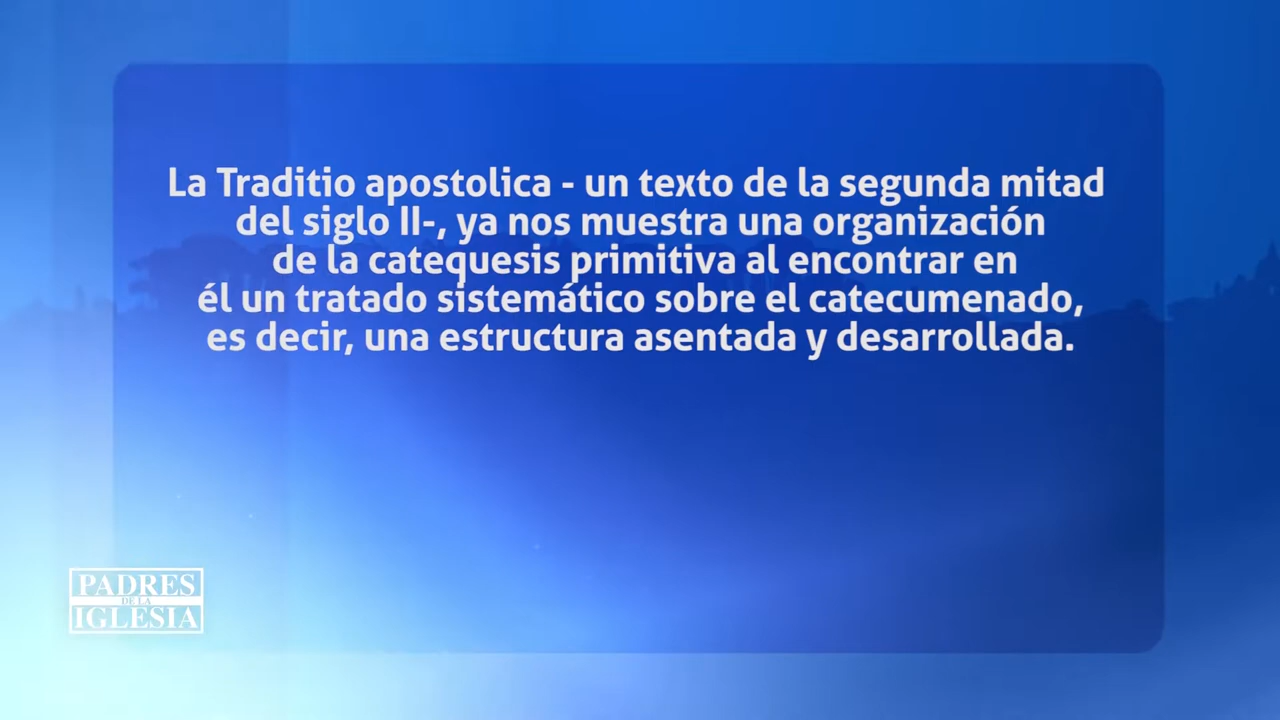 La Traditio apostolica - un texto de la segunda mitad
del siglo II-, ya nos muestra una organización
de la catequesis primitiva al encontrar en
él un tratado sistemático sobre el catecumenado,
es decir, una estructura asentada y desarrollada.
PADRES
DE LA
IGLESIA